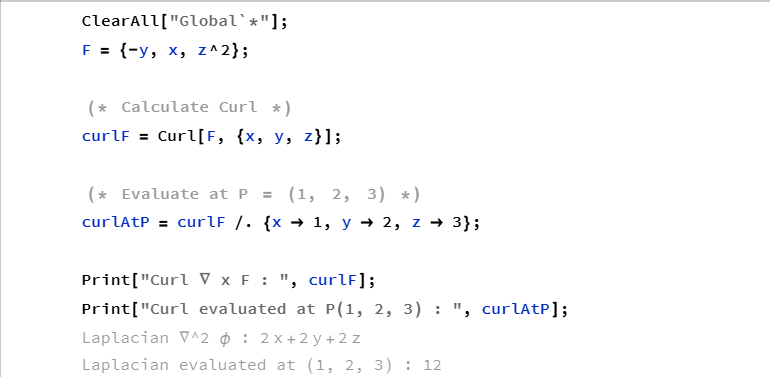 ClearAll["Global`*"];
F = {-y, x, z^2};
(* Calculate Curl *)
curlF = Curl[F, {x, y, z}];
(* Evaluate at P = (1, 2, 3) *)
curlAtP = curlF /. {x → 1, y → 2, z → 3};
Print["Curl ∇ x F : ", curlF];
Print["Curl evaluated at P(1, 2, 3) : ", curlAtP];
Laplacian ∇^2 ϕ : 2 x + 2 y + 2 z
Laplacian evaluated at (1, 2, 3) : 12